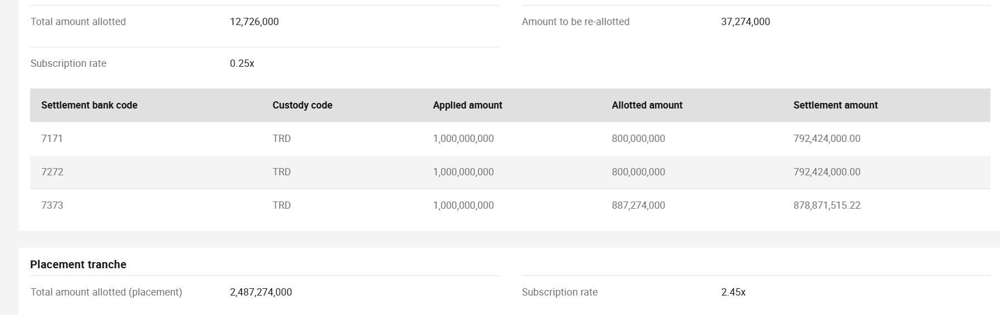 Total amount allotted 12,726,000 Amount to be re-allotted 37,274,000
Subscription rate 0.25x
Settlement bank code Custody code Applied amount Allotted amount Settlement amount
7171 TRD 1,000,000,000 800,000,000 792,424,000.00
7272 TRD 1,000,000,000 800,000,000 792,424,000.00
7373 TRD 1,000,000,000 887,274,000 878,871,515.22
Placement tranche
Total amount allotted (placement) 2,487,274,000 Subscription rate 2.45x